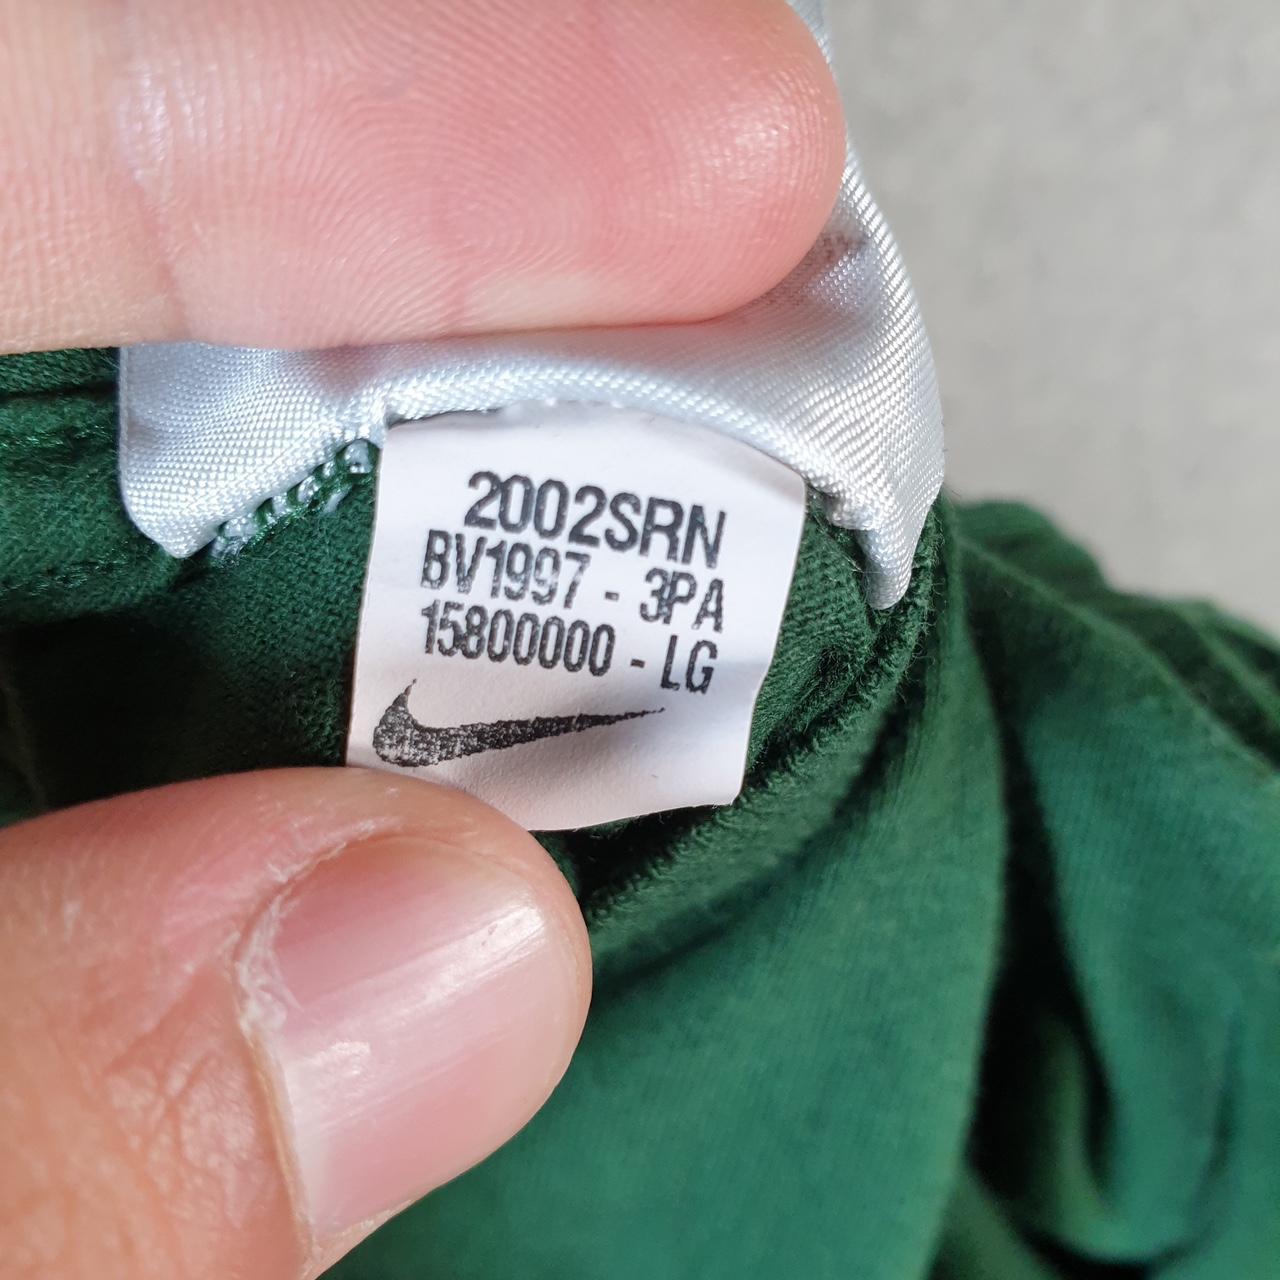 2002SRN
BV1997 - 3PA
15800000 - LG